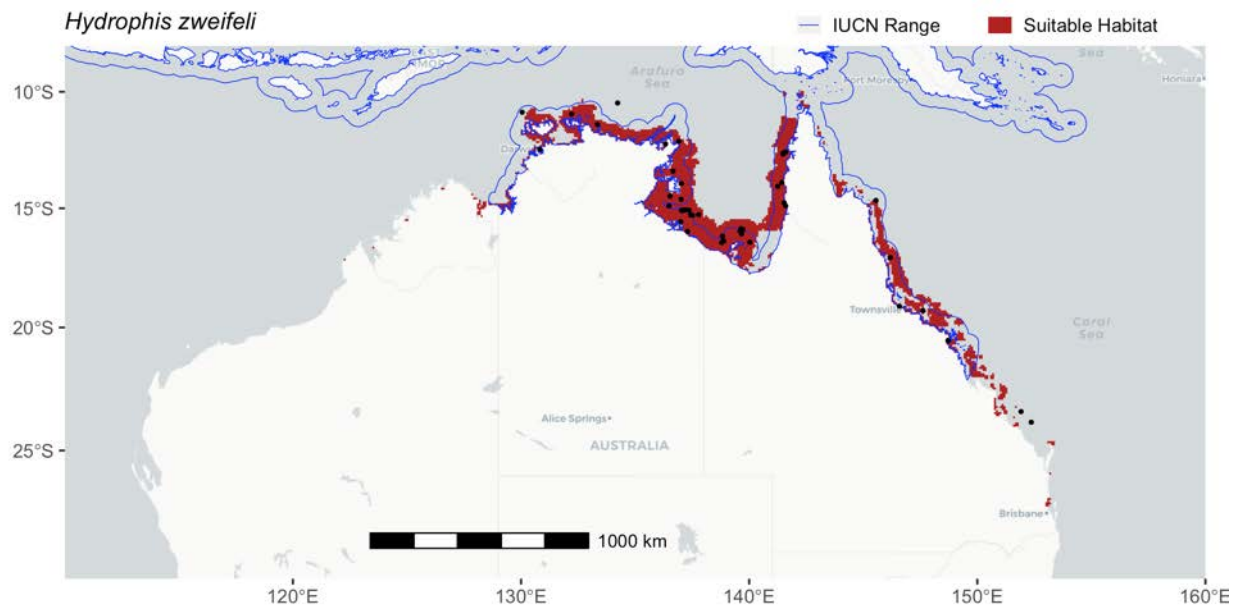 Hydrophis zweifeli
IUCN Range
Suitable Habitat
Sea
Arafura
Sea
Port Moresby
Honiara
10°S
15°S
Townsville
Coral
Sea
20°S
Alice Springs
AUSTRALIA
25°S
Brisbane
1000 km
120°E
130°E
140°E
150°E
160°E